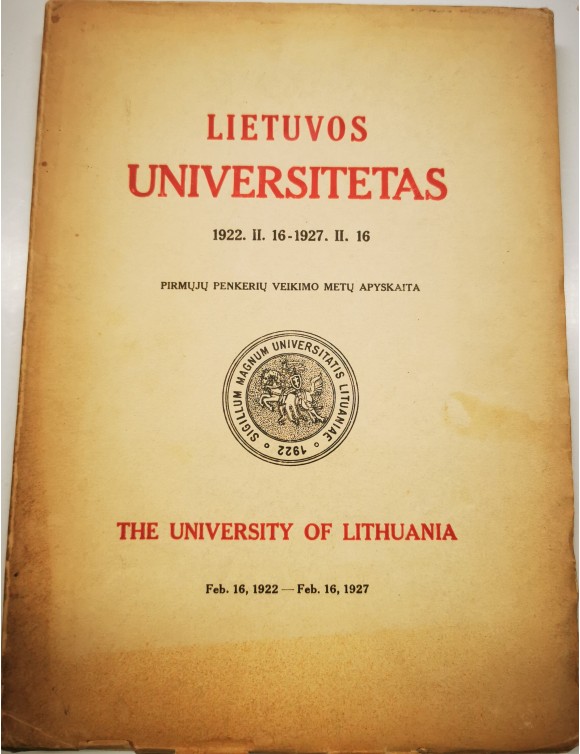 LIETUVOS
UNIVERSITETAS
1922. II. 16-1927. II. 16
PIRMŲJŲ PENKERIŲ VEIKIMO METŲ APYSKAITA
SIGILLUM MAGNUM UNIVERSITATIS LITUANIAE
1922
THE UNIVERSITY OF LITHUANIA
Feb. 16, 1922 — Feb. 16, 1927